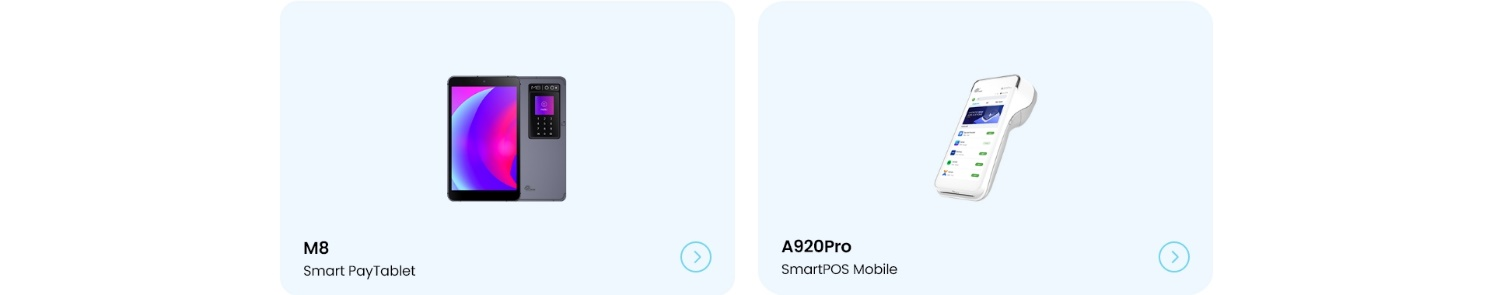 M8
Smart PayTablet
A920Pro
SmartPOS Mobile